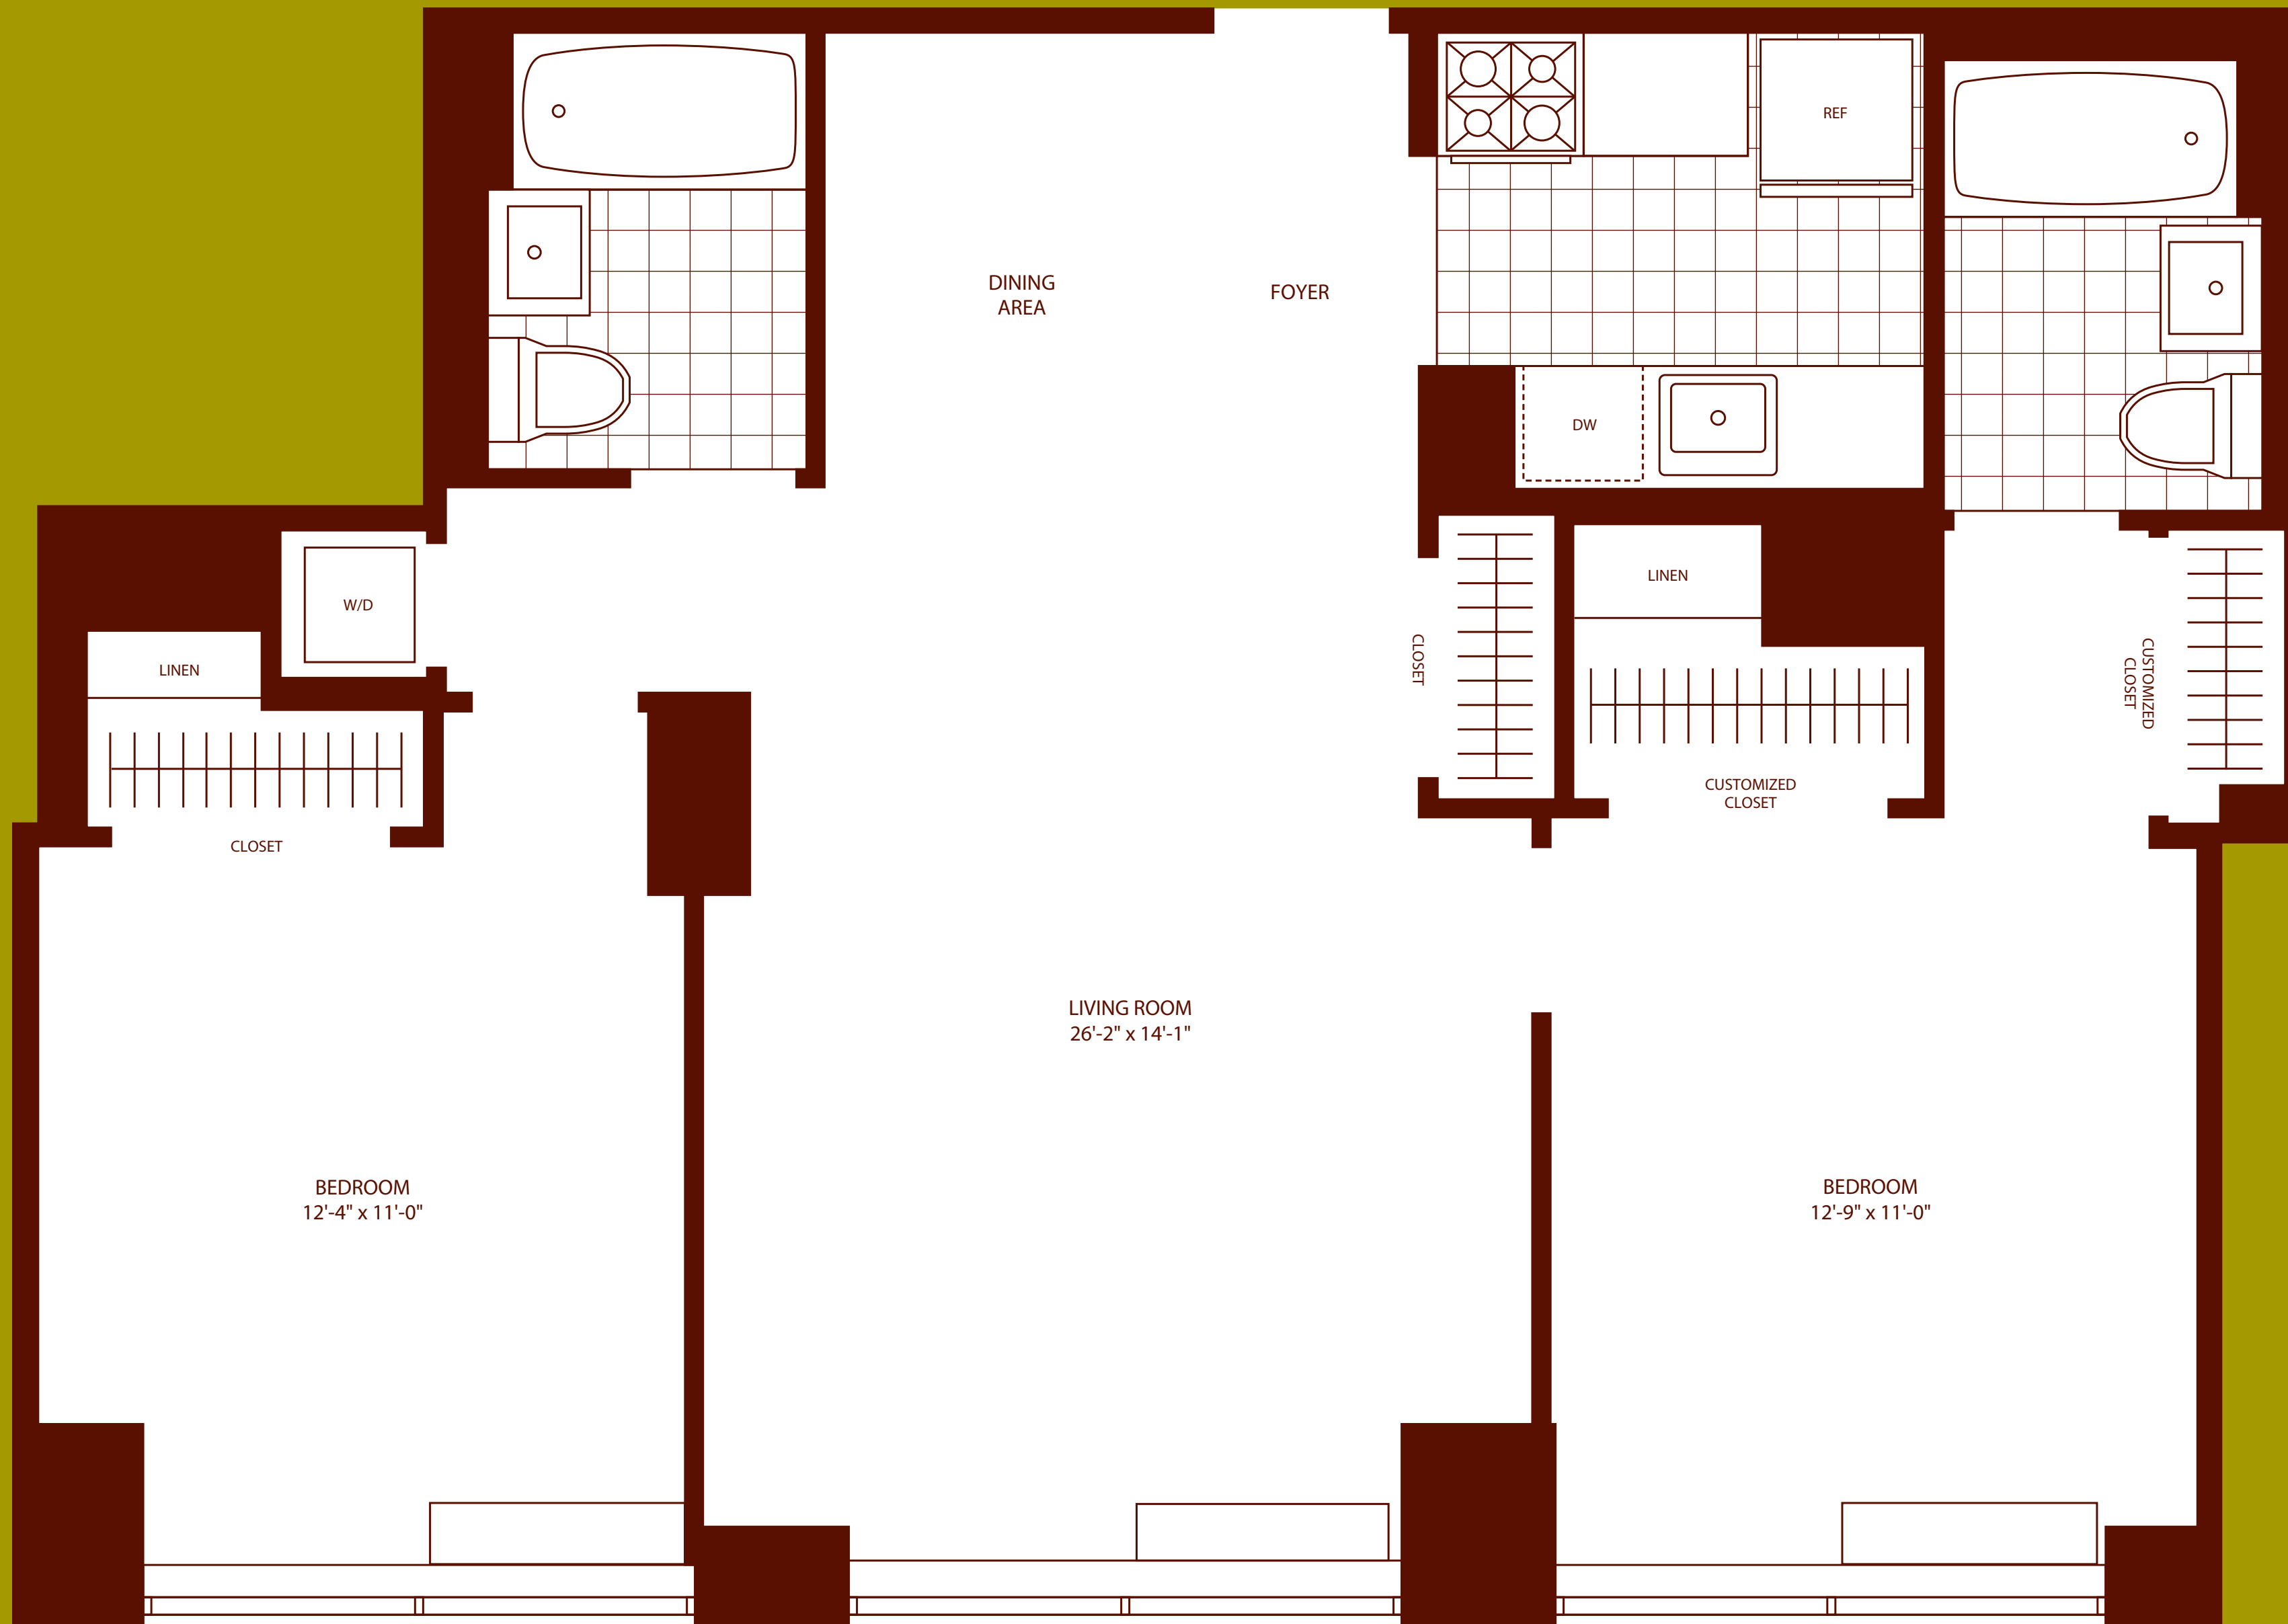 REF
DINING
AREA
FOYER
DW
W/D
LINEN
LINEN
CLOSET
CUSTOMIZED
CLOSET
CUSTOMIZED
CLOSET
CLOSET
LIVING ROOM
26'-2" x 14'-1"
BEDROOM
12'-4" x 11'-0"
BEDROOM
12'-9" x 11'-0"